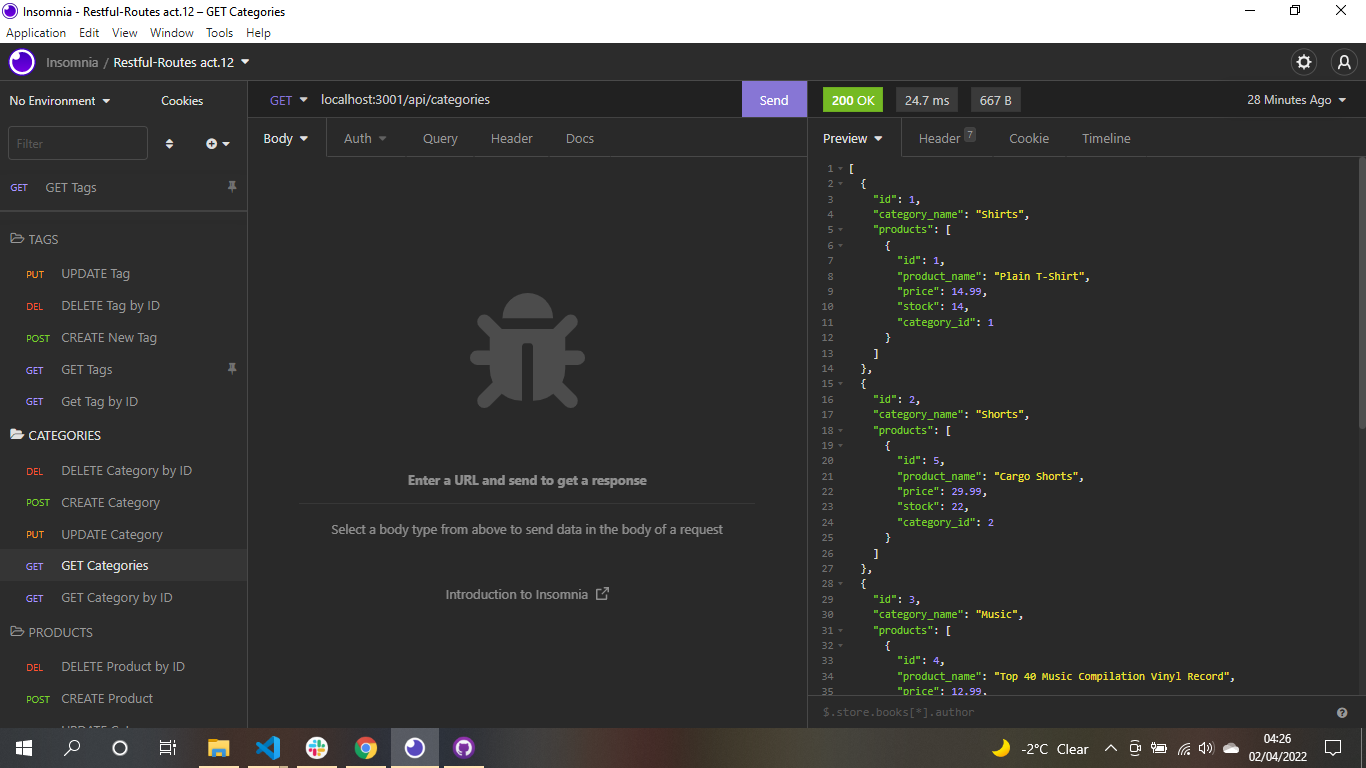 Insomnia - Restful-Routes act.12 – GET Categories
Application Edit View Window Tools Help
Insomnia / Restful-Routes act.12
No Environment Cookies
Filter
GET GET Tags
TAGS
PUT UPDATE Tag
DEL DELETE Tag by ID
POST CREATE New Tag
GET GET Tags
GET Get Tag by ID
CATEGORIES
DEL DELETE Category by ID
POST CREATE Category
PUT UPDATE Category
GET GET Categories
GET GET Category by ID
PRODUCTS
DEL DELETE Product by ID
POST CREATE Product
GET localhost:3001/api/categories Send
Body Auth Query Header Docs
Enter a URL and send to get a response
Select a body type from above to send data in the body of a request
Introduction to Insomnia
200 OK 24.7 ms 667 B 28 Minutes Ago
Preview Header 7 Cookie Timeline
1 [
2 {
3 "id": 1,
4 "category_name": "Shirts",
5 "products": [
6 {
7 "id": 1,
8 "product_name": "Plain T-Shirt",
9 "price": 14.99,
10 "stock": 14,
11 "category_id": 1
12 }
13 ]
14 },
15 {
16 "id": 2,
17 "category_name": "Shorts",
18 "products": [
19 {
20 "id": 5,
21 "product_name": "Cargo Shorts",
22 "price": 29.99,
23 "stock": 22,
24 "category_id": 2
25 }
26 ]
27 },
28 {
29 "id": 3,
30 "category_name": "Music",
31 "products": [
32 {
33 "id": 4,
34 "product_name": "Top 40 Music Compilation Vinyl Record",
35 "price": 12.99,
$.store.books[*].author
-2°C Clear
04:26
02/04/2022